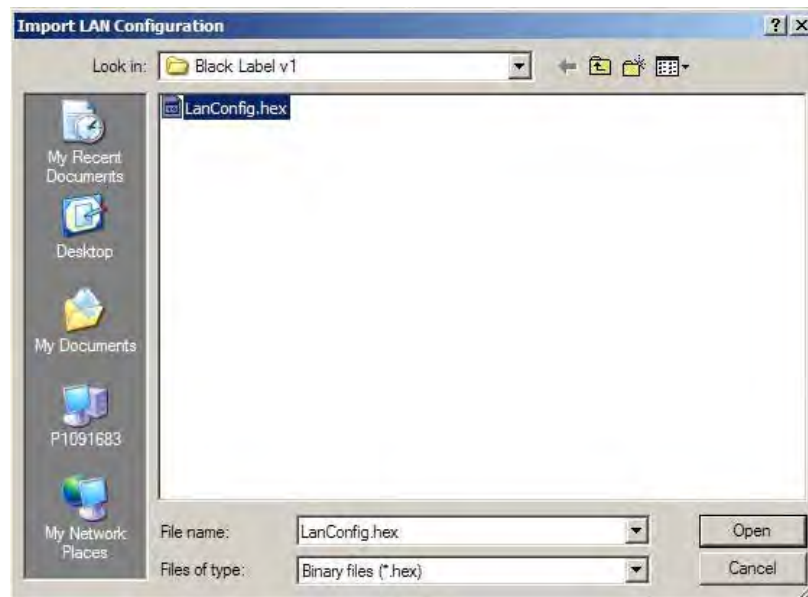 Import LAN Configuration
Look in:
Black Label v1
LanConfig.hex
My Recent
Documents
Desktop
My Documents
P1091683
My Network
Places
File name:
LanConfig.hex
Open
Files of type:
Binary files (*.hex)
Cancel